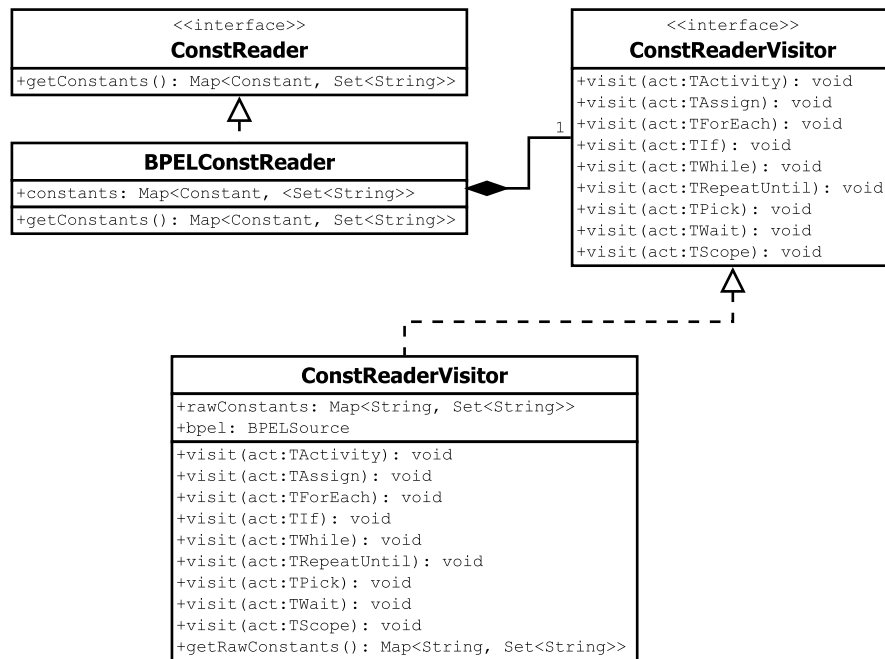 <<interface>>
ConstReader
+getConstants(): Map<Constant, Set<String>>
BPELConstReader
+constants: Map<Constant, <Set<String>>
+getConstants(): Map<Constant, Set<String>>
1
<<interface>>
ConstReaderVisitor
+visit(act:TActivity): void
+visit(act:TAssign): void
+visit(act:TForEach): void
+visit(act:TIf): void
+visit(act:TWhile): void
+visit(act:TRepeatUntil): void
+visit(act:TPick): void
+visit(act:TWait): void
+visit(act:TScope): void
ConstReaderVisitor
+rawConstants: Map<String, Set<String>>
+bpel: BPELSource
+visit(act:TActivity): void
+visit(act:TAssign): void
+visit(act:TForEach): void
+visit(act:TIf): void
+visit(act:TWhile): void
+visit(act:TRepeatUntil): void
+visit(act:TPick): void
+visit(act:TWait): void
+visit(act:TScope): void
+getRawConstants(): Map<String, Set<String>>